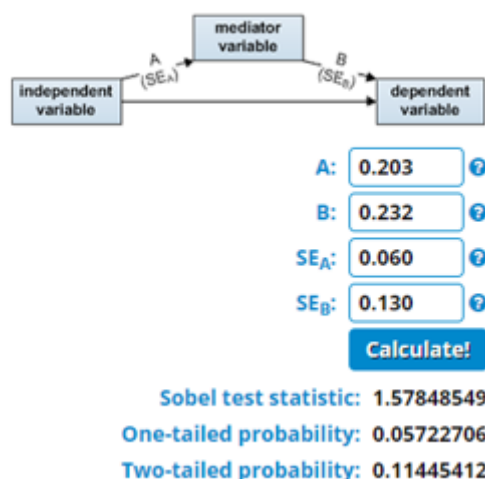 mediator
variable
A
(SEA)
B
(SEB)
independent
variable
dependent
variable
A: 0.203 ?
B: 0.232 ?
SEA: 0.060 ?
SEB: 0.130 ?
Calculate!
Sobel test statistic: 1.57848549
One-tailed probability: 0.05722706
Two-tailed probability: 0.11445412